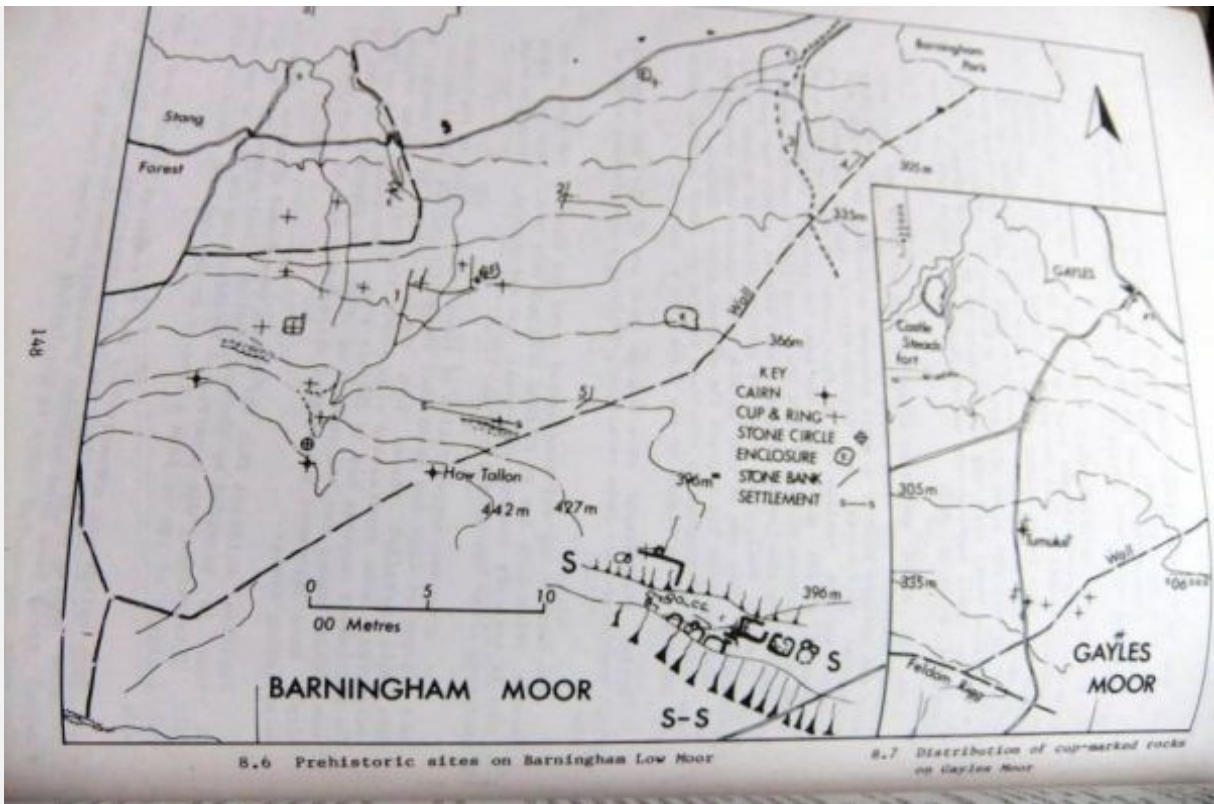 Stang
Forest
Barningham
Park
305m
335m
Wall
366m
5)
How Tallon
396m
442m
427m
KEY
CAIRN
CUP & RING
STONE CIRCLE
ENCLOSURE
STONE BANK
SETTLEMENT
S S
0 5 10
00 Metres
S
396m
S
S-S
BARNINGHAM MOOR
GAYLES
Castle
Steads
fort
305m
Tumulus
Wall
335m
Feldom
GAYLES
MOOR
148
8.6 Prehistoric sites on Barningham Low Moor
8.7 Distribution of cup-marked rocks
on Gayles Moor